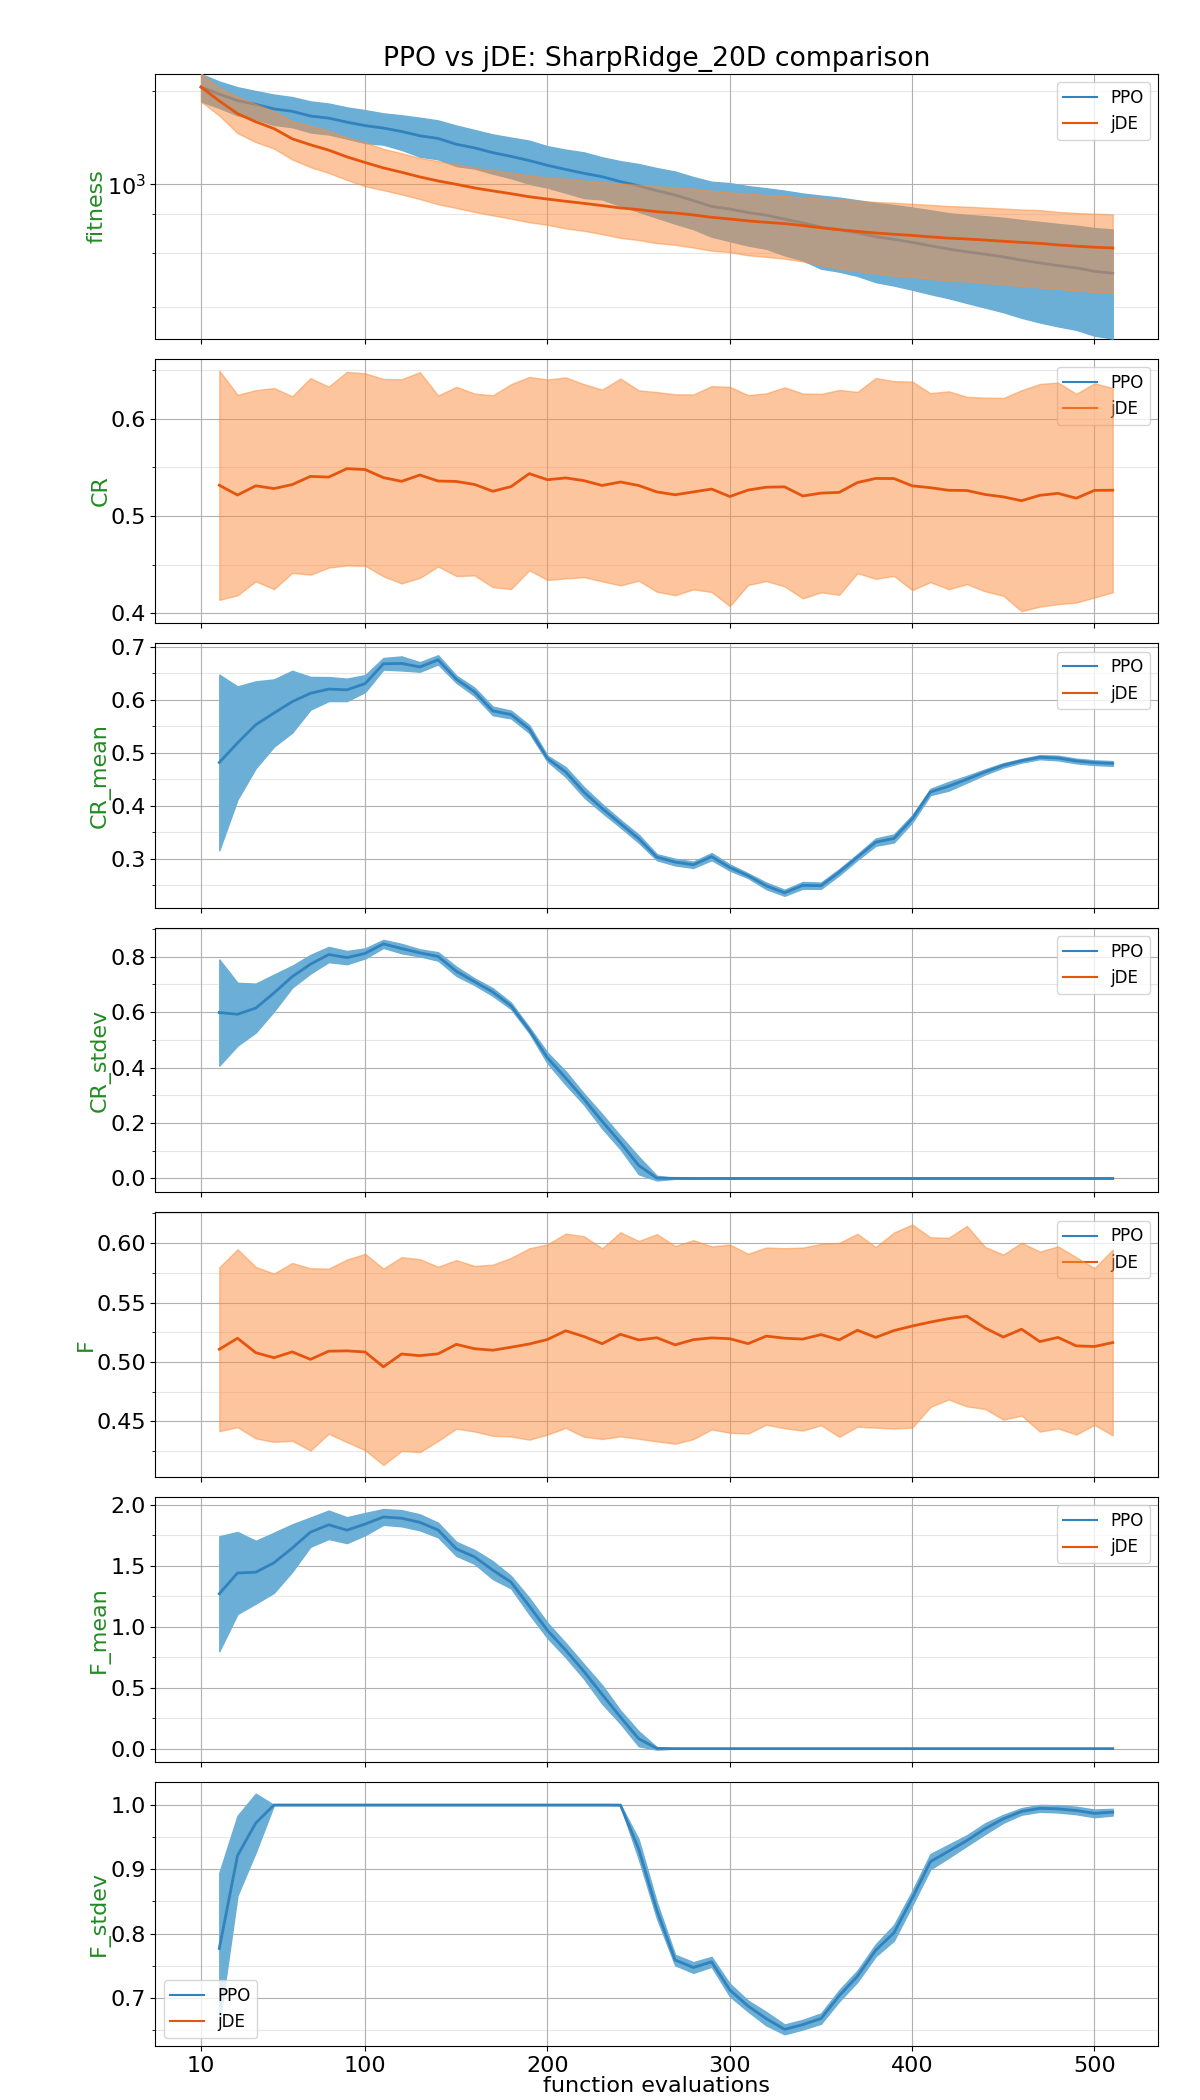 PPO vs jDE: SharpRidge_20D comparison
fitness
10³
PPO
jDE
CR
0.6
0.5
0.4
PPO
jDE
CR_mean
0.7
0.6
0.5
0.4
0.3
PPO
jDE
CR_stdev
0.8
0.6
0.4
0.2
0.0
PPO
jDE
F
0.60
0.55
0.50
0.45
PPO
jDE
F_mean
2.0
1.5
1.0
0.5
0.0
PPO
jDE
F_stdev
1.0
0.9
0.8
0.7
PPO
jDE
10 100 200 300 400 500
function evaluations